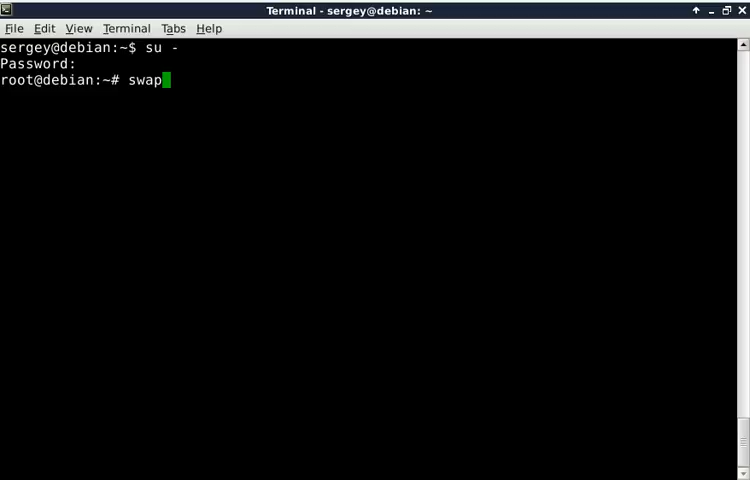 Terminal - sergey@debian: ~
File Edit View Terminal Tabs Help
sergey@debian:~$ su -
Password:
root@debian:~# swap